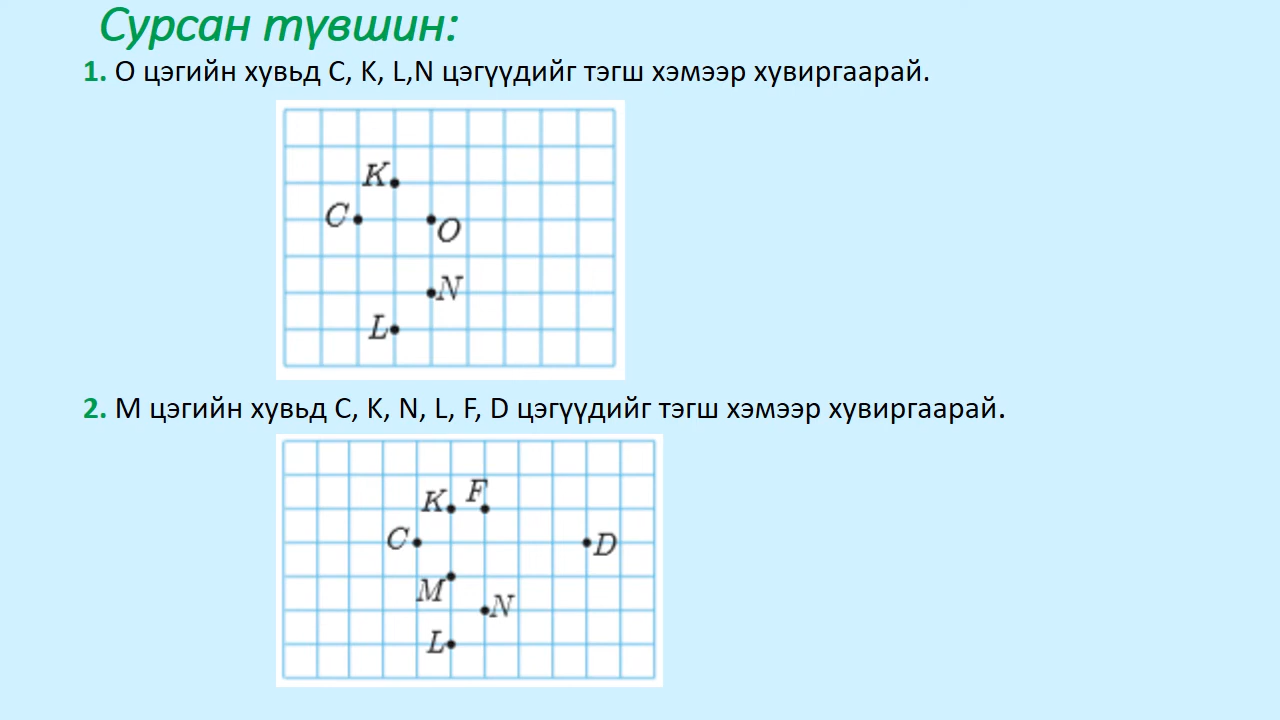 Сурсан түвшин:
1. О цэгийн хувьд C, K, L,N цэгүүдийг тэгш хэмээр хувиргаарай.
K
C
O
N
L
2. М цэгийн хувьд C, K, N, L, F, D цэгүүдийг тэгш хэмээр хувиргаарай.
K F
C
D
M
N
L